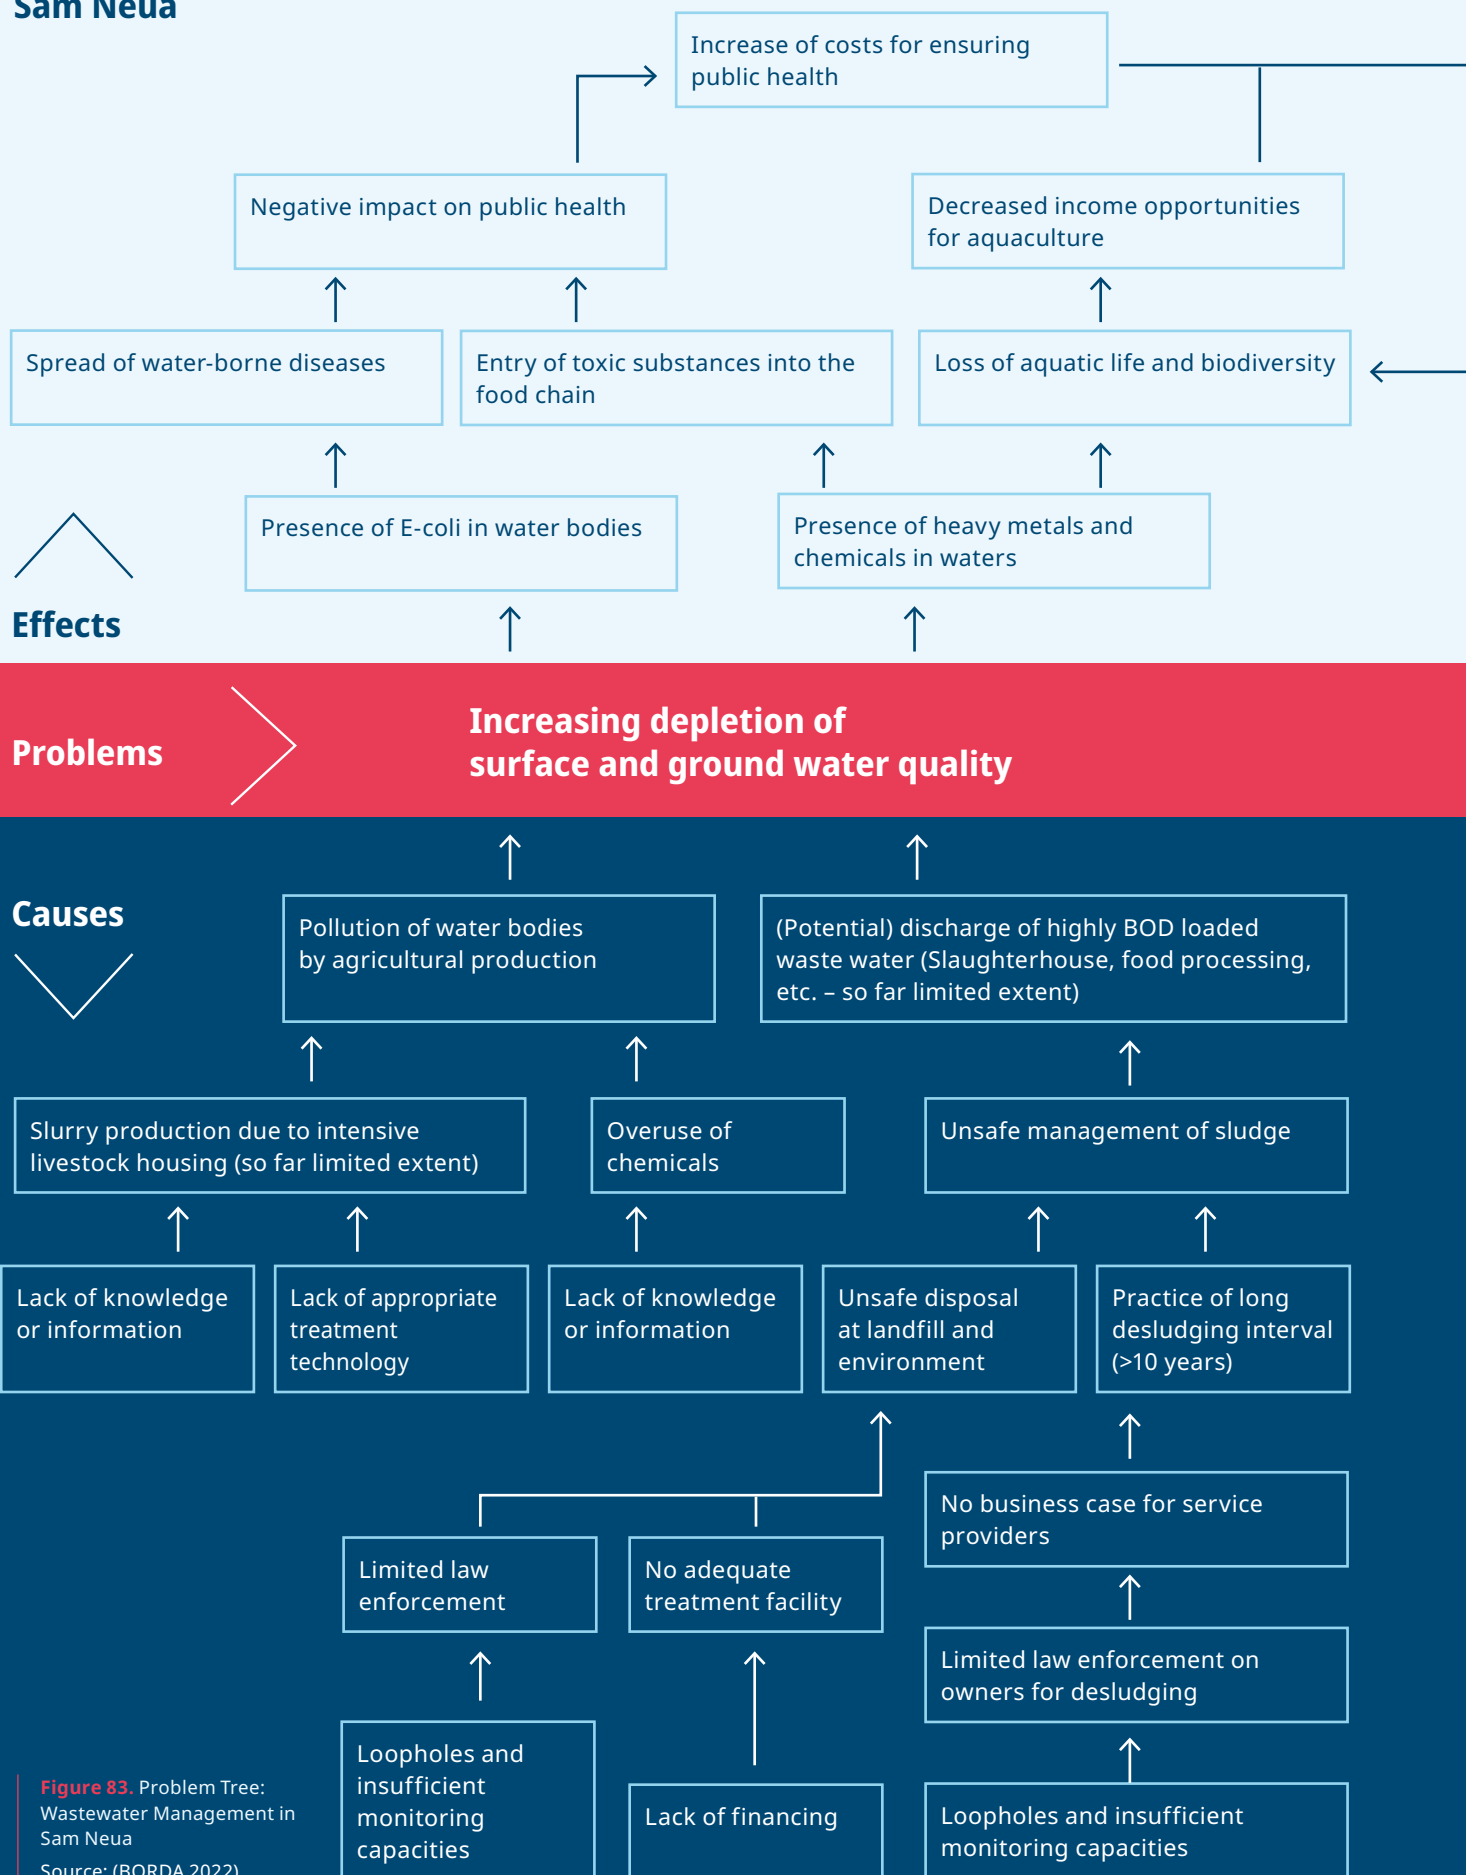 Sam Neua
Increase of costs for ensuring
public health
Negative impact on public health
Decreased income opportunities
for aquaculture
Spread of water-borne diseases
Entry of toxic substances into the
food chain
Loss of aquatic life and biodiversity
Presence of E-coli in water bodies
Presence of heavy metals and
chemicals in waters
Effects
Problems
Increasing depletion of
surface and ground water quality
Causes
Pollution of water bodies
by agricultural production
(Potential) discharge of highly BOD loaded
waste water (Slaughterhouse, food processing,
etc. – so far limited extent)
Slurry production due to intensive
livestock housing (so far limited extent)
Overuse of
chemicals
Unsafe management of sludge
Lack of knowledge
or information
Lack of appropriate
treatment
technology
Lack of knowledge
or information
Unsafe disposal
at landfill and
environment
Practice of long
desludging interval
(>10 years)
No business case for service
providers
Limited law
enforcement
No adequate
treatment facility
Limited law enforcement on
owners for desludging
Loopholes and
insufficient
monitoring
capacities
Lack of financing
Loopholes and insufficient
monitoring capacities
Figure 83. Problem Tree:
Wastewater Management in
Sam Neua
Source: (BORDA 2022)